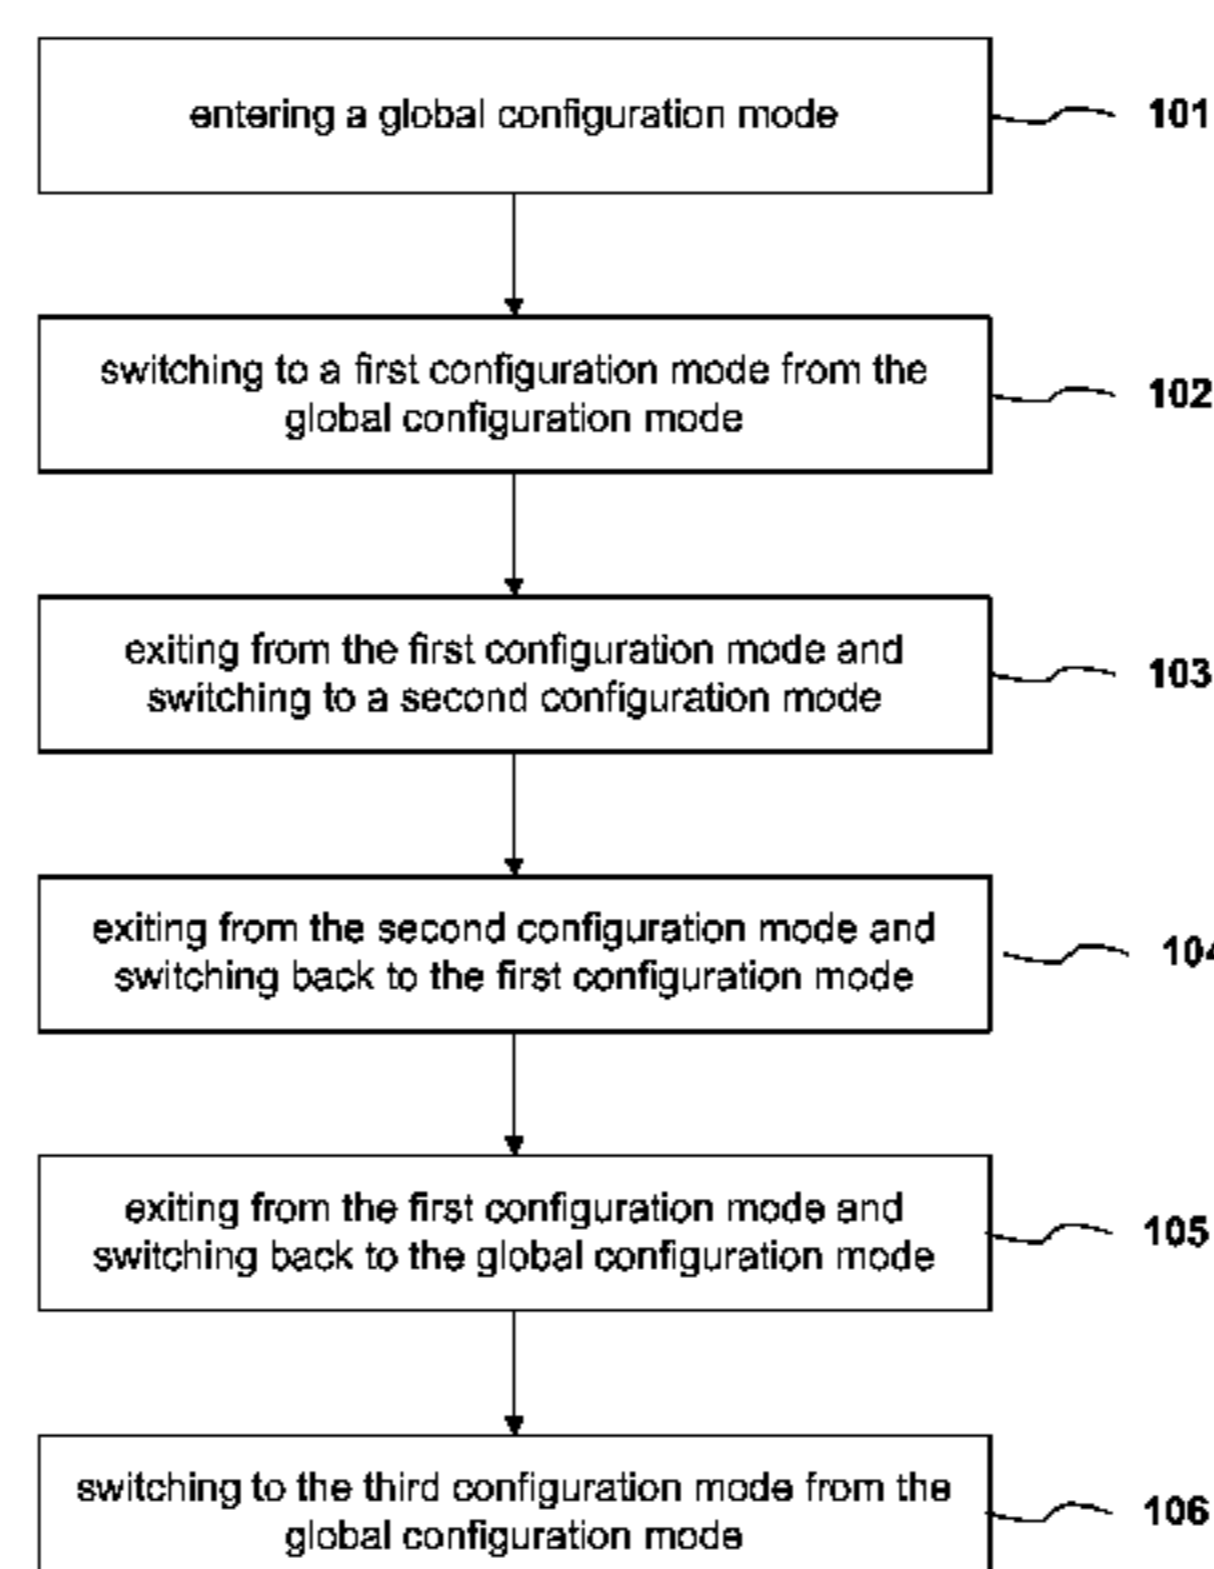 entering a global configuration mode
101
switching to a first configuration mode from the
global configuration mode
102
exiting from the first configuration mode and
switching to a second configuration mode
103
exiting from the second configuration mode and
switching back to the first configuration mode
104
exiting from the first configuration mode and
switching back to the global configuration mode
105
switching to the third configuration mode from the
global configuration mode
106